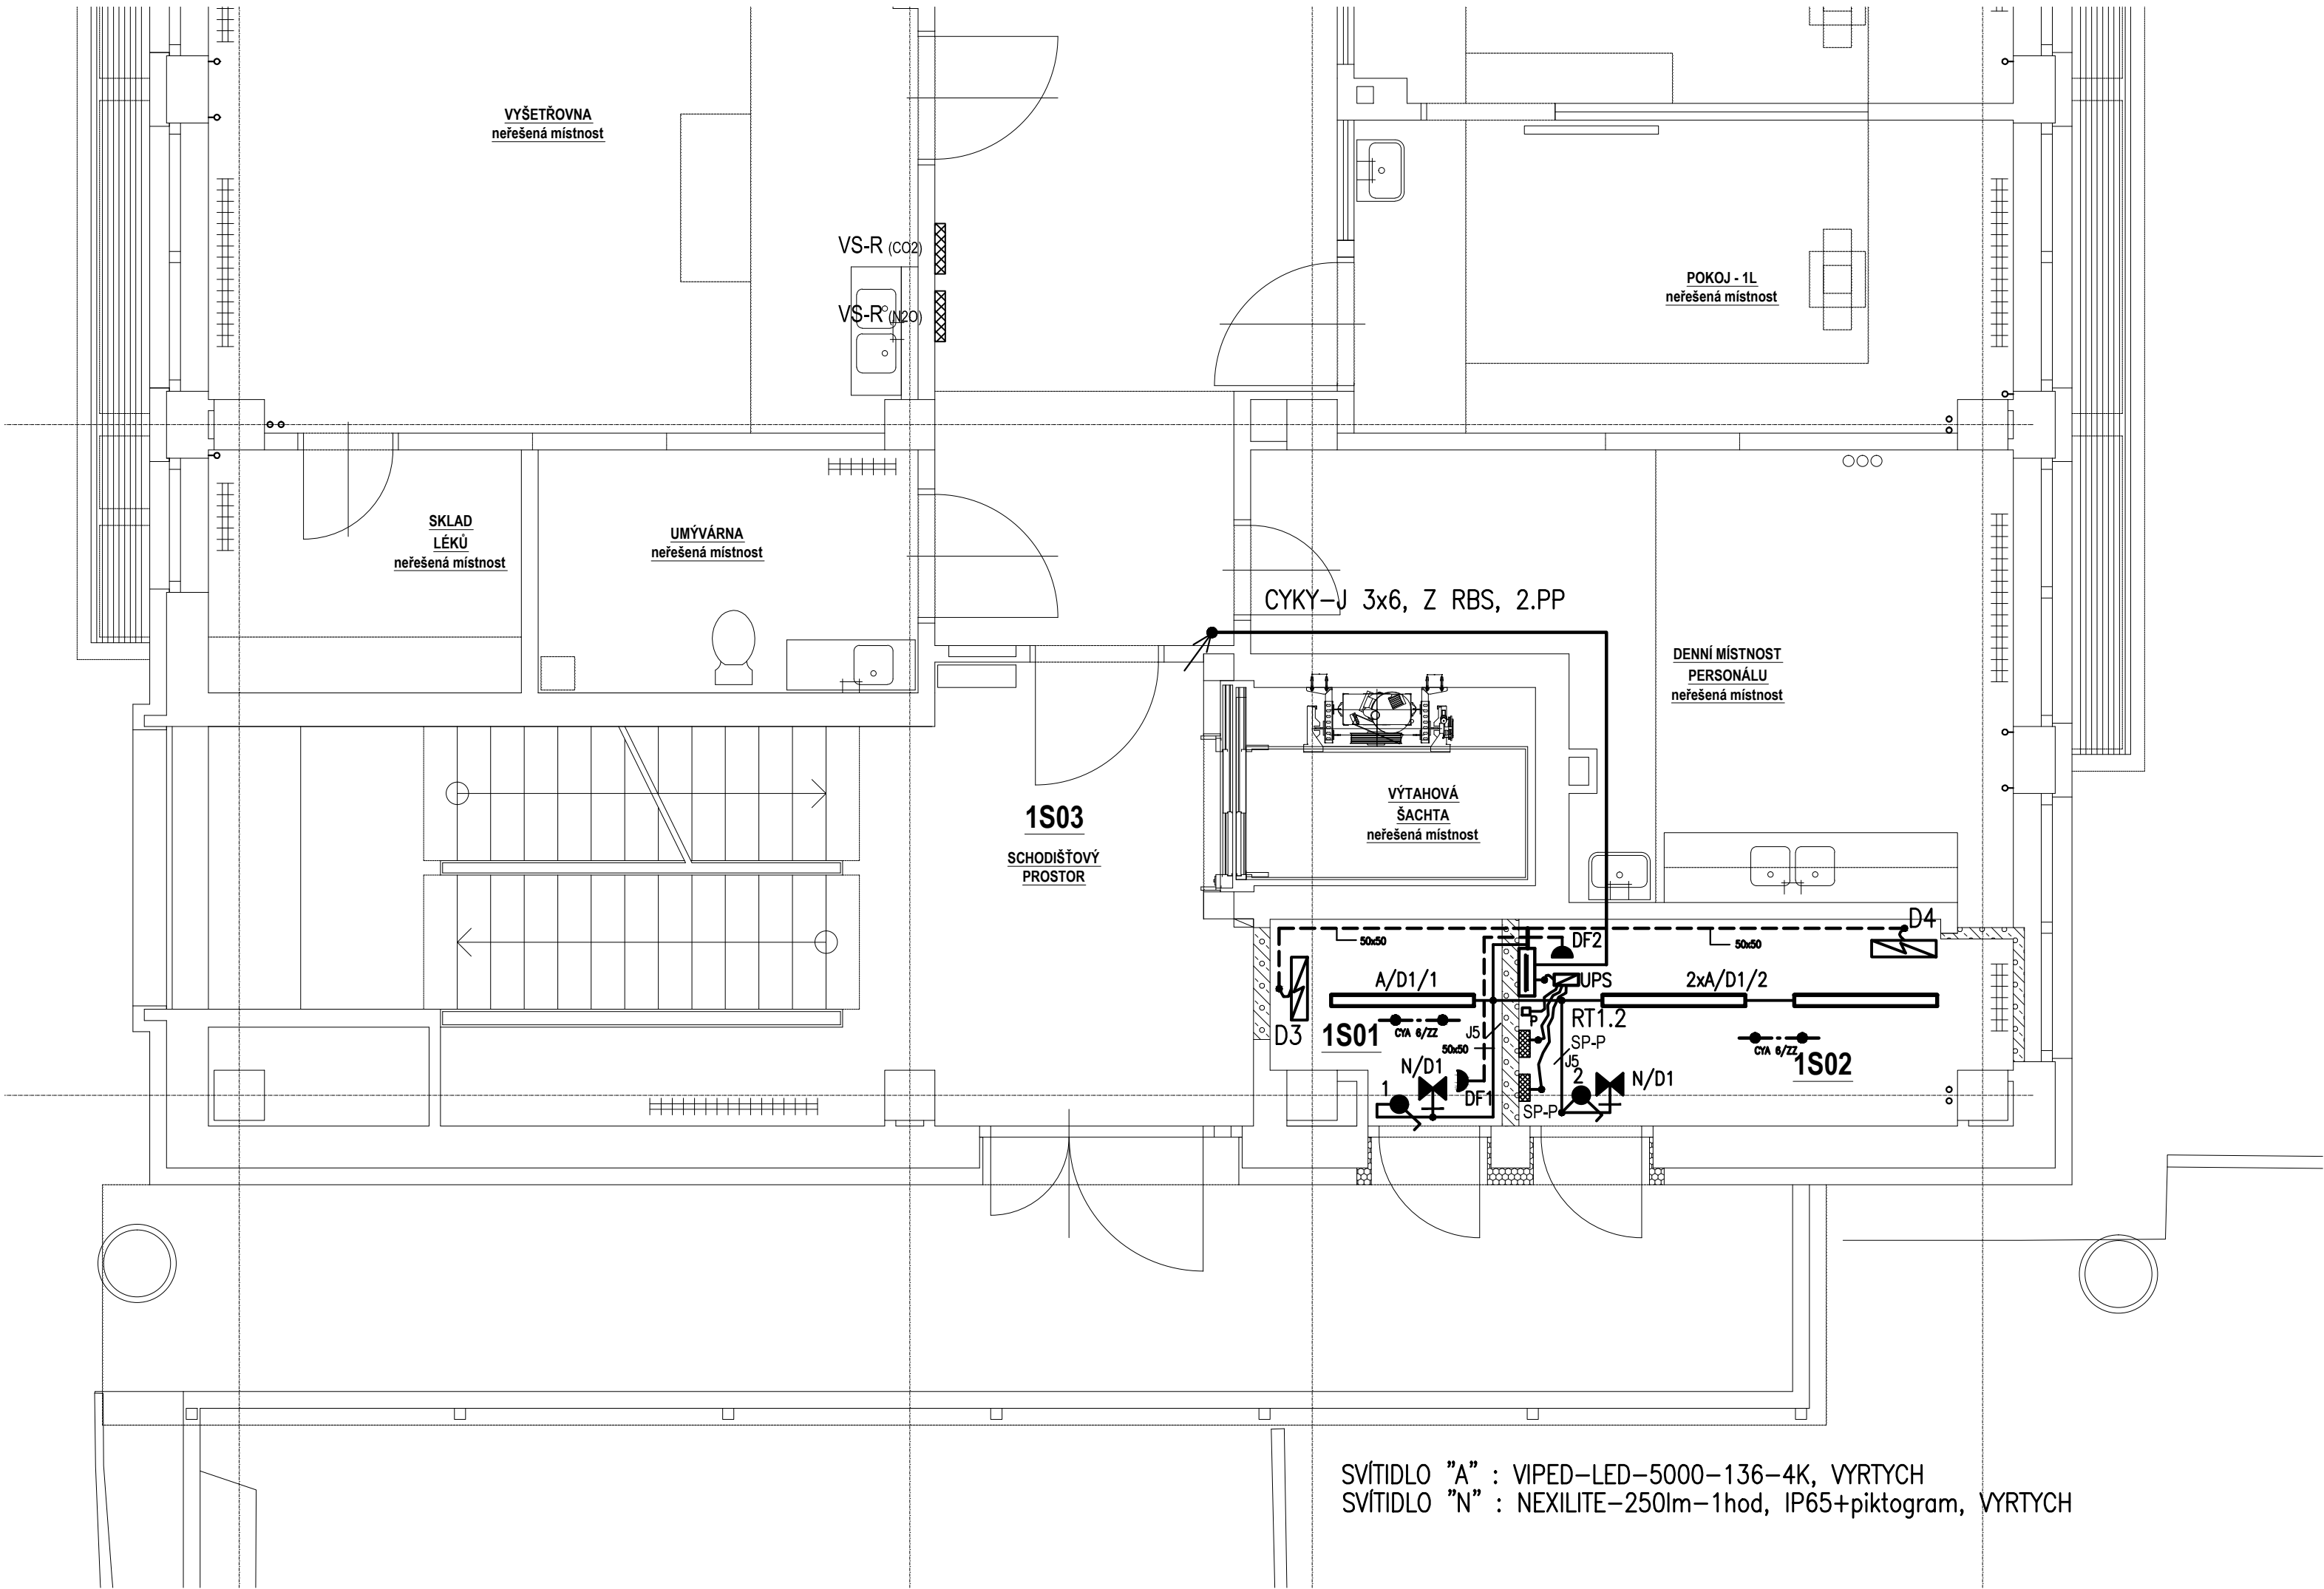 VYŠETŘOVNA
neřešená místnost
VS-R (CO2)
VS-R (N2O)
POKOJ - 1L
neřešená místnost
SKLAD
LÉKŮ
neřešená místnost
UMÝVÁRNA
neřešená místnost
CYKY-J 3x6, Z RBS, 2.PP
DENNÍ MÍSTNOST
PERSONÁLU
neřešená místnost
VÝTAHOVÁ
ŠACHTA
neřešená místnost
1S03
SCHODIŠŤOVÝ
PROSTOR
D4
50x50
DF2
50x50
A/D1/1
UPS
2xA/D1/2
D3
1S01
CYA 6/ZZ
J5
50x50
P
RT1.2
SP-P
J5
CYA 6/ZZ
1S02
N/D1
1
DF1
SP-P
2
N/D1
SVÍTIDLO "A" : VIPED-LED-5000-136-4K, VYRTYCH
SVÍTIDLO "N" : NEXILITE-250lm-1hod, IP65+piktogram, VYRTYCH